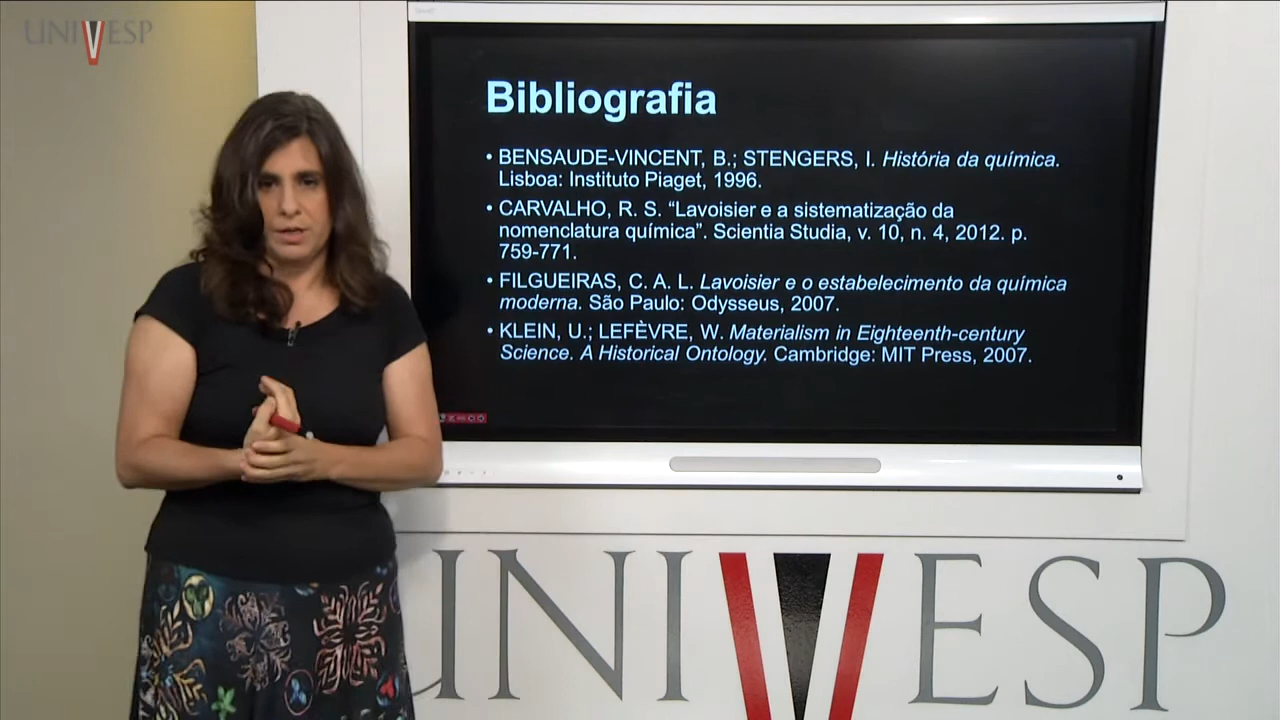 UNIVESP
Bibliografia
• BENSAUDE-VINCENT, B.; STENGERS, I. História da química.
Lisboa: Instituto Piaget, 1996.
• CARVALHO, R. S. “Lavoisier e a sistematização da
nomenclatura química”. Scientia Studia, v. 10, n. 4, 2012. p.
759-771.
• FILGUEIRAS, C. A. L. Lavoisier e o estabelecimento da química
moderna. São Paulo: Odysseus, 2007.
• KLEIN, U.; LEFÈVRE, W. Materialism in Eighteenth-century
Science. A Historical Ontology. Cambridge: MIT Press, 2007.
UNIVESP